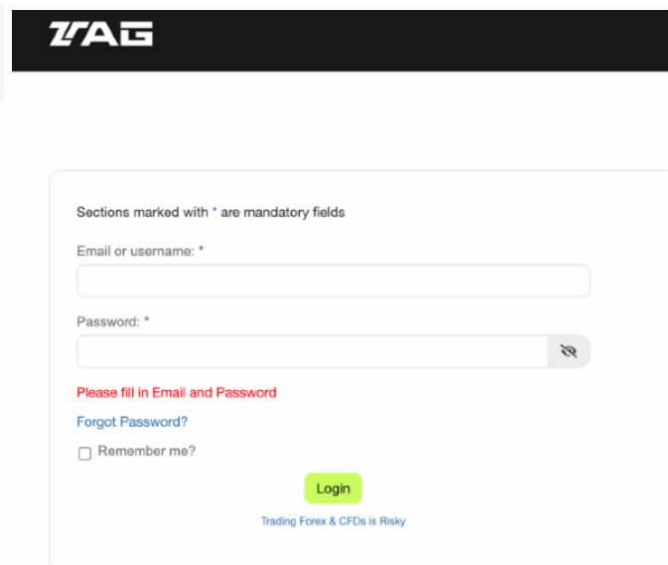 ZTAG
Sections marked with * are mandatory fields
Email or username: *
Password: *
Please fill in Email and Password
Forgot Password?
Remember me?
Login
Trading Forex & CFDs is Risky